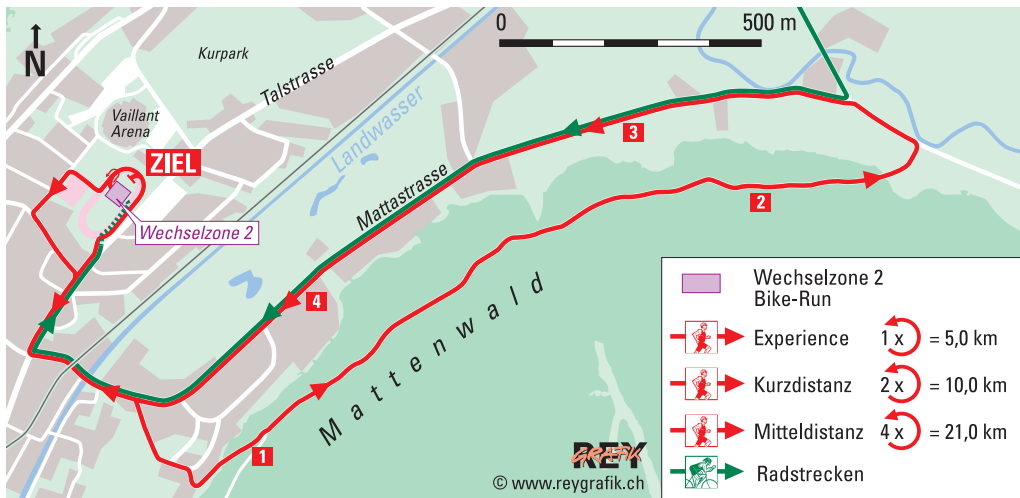 N
Kurpark
Talstrasse
0
500 m
Vaillant
Arena
Landwasser
ZIEL
3
Mattastrasse
2
Wechselzone 2
4
Mattenwald
1
Wechselzone 2
Bike-Run
Experience 1 x = 5,0 km
Kurzdistanz 2 x = 10,0 km
Mitteldistanz 4 x = 21,0 km
Radstrecken
REY
GRAFIK
© www.reygrafik.ch